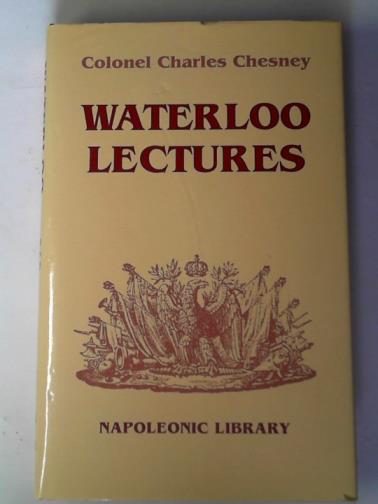 Colonel Charles Chesney
WATERLOO
LECTURES
NAPOLEONIC LIBRARY